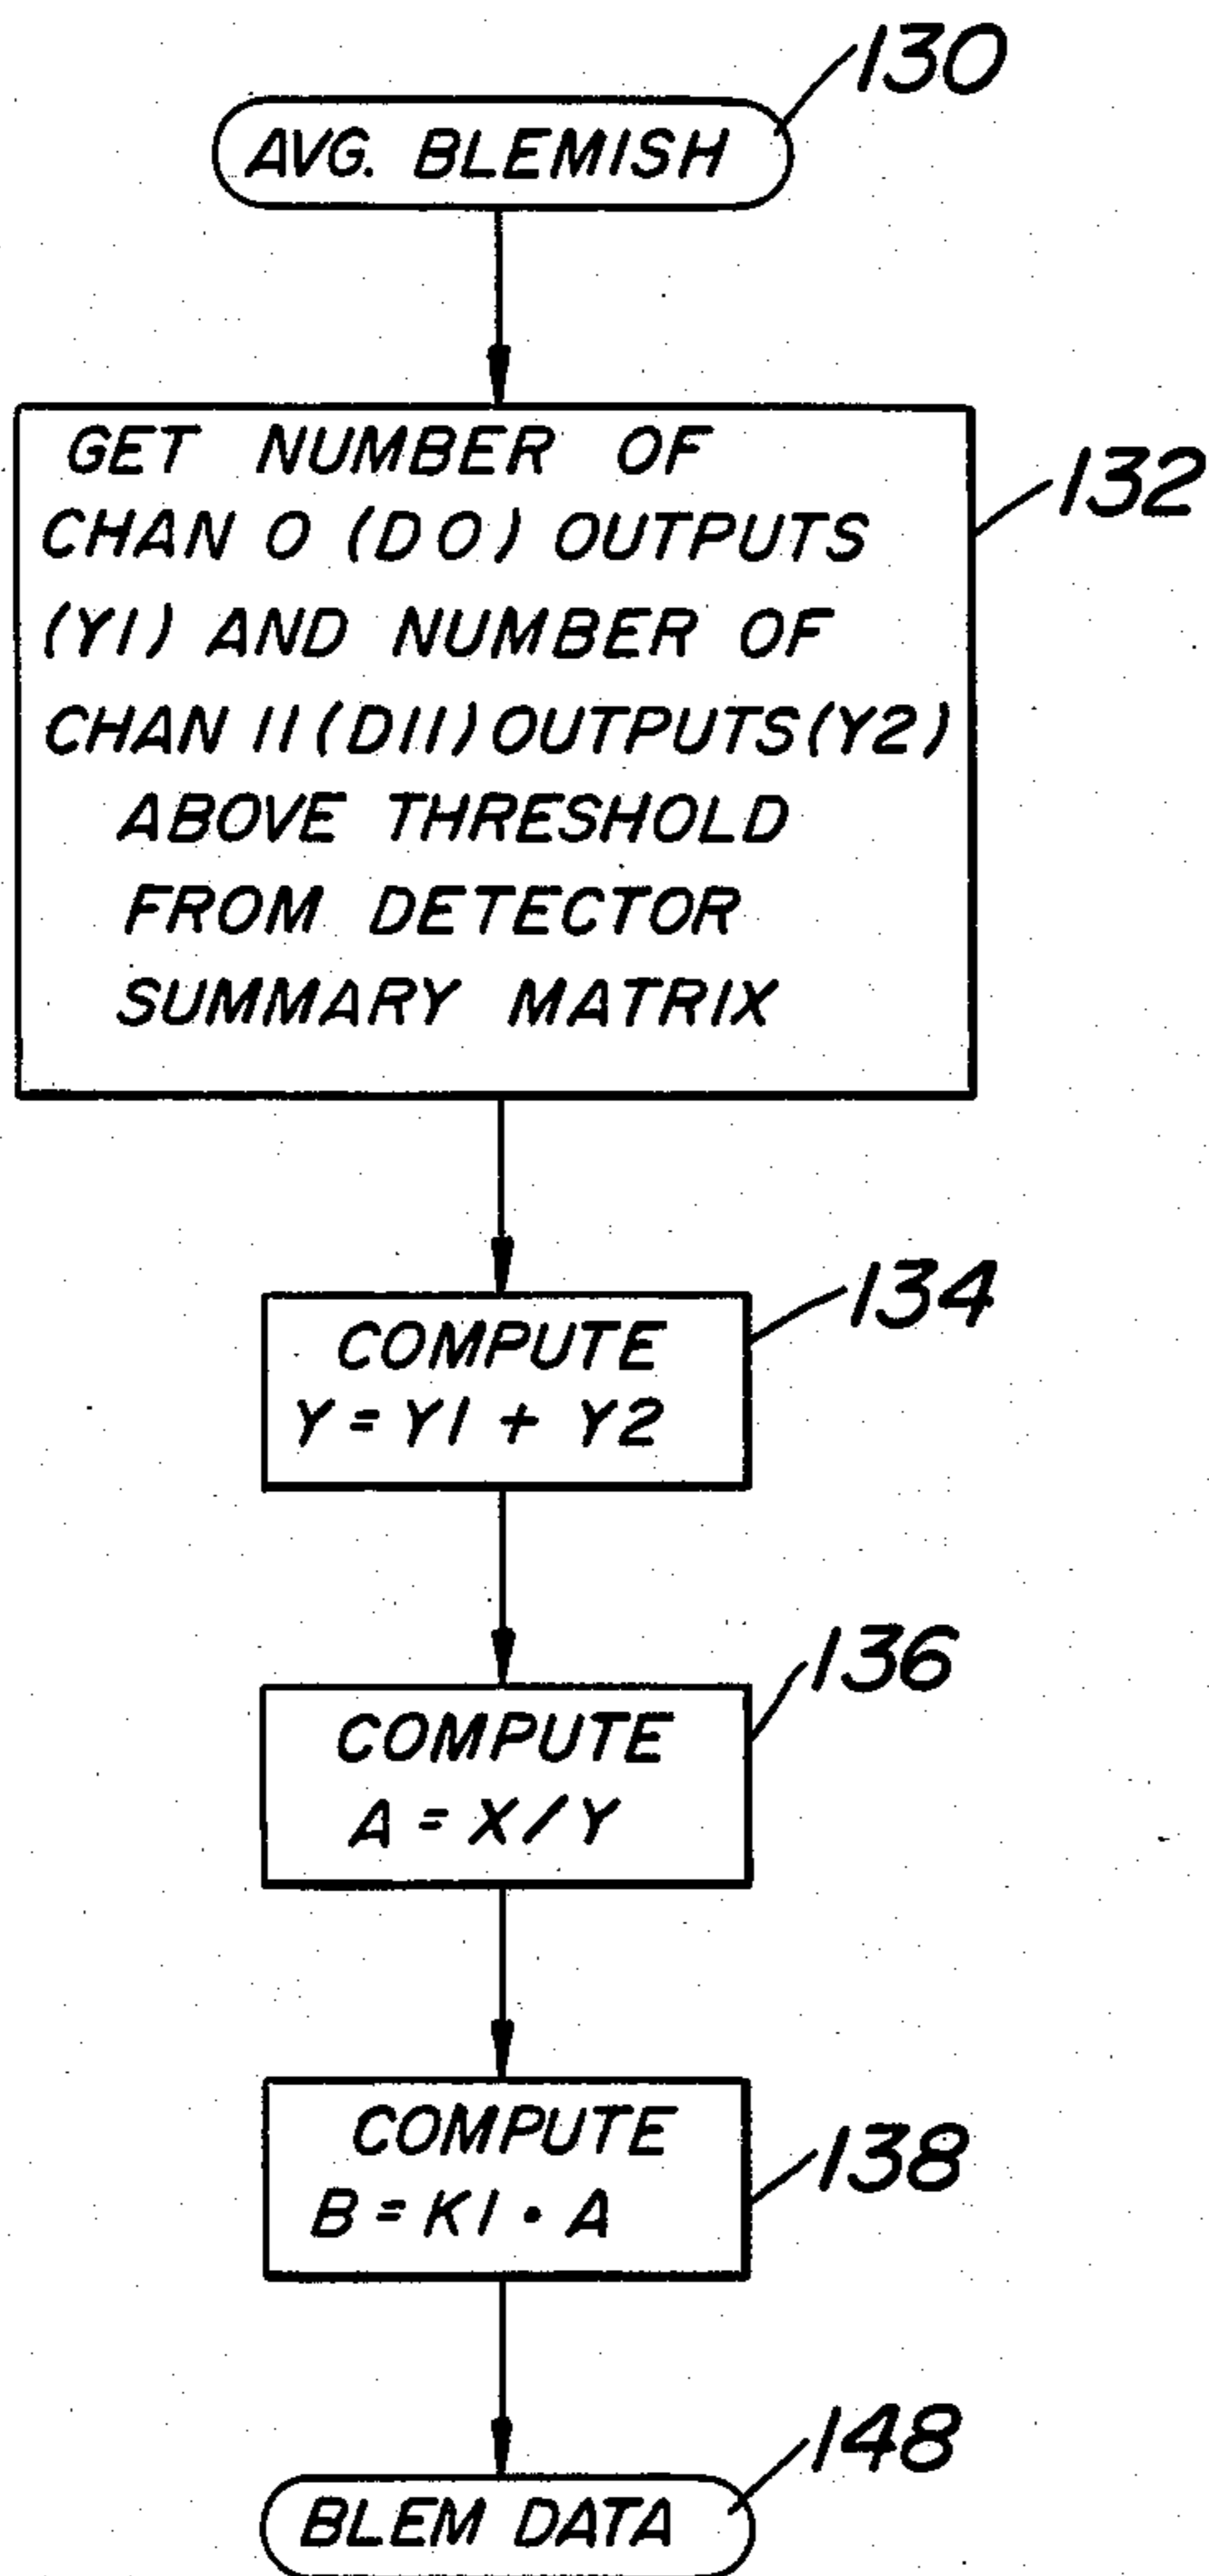 130
AVG. BLEMISH
GET NUMBER OF
CHAN 0 (D0) OUTPUTS
(Y1) AND NUMBER OF
CHAN 11 (D11) OUTPUTS (Y2)
ABOVE THRESHOLD
FROM DETECTOR
SUMMARY MATRIX
132
134
COMPUTE
Y = Y1 + Y2
136
COMPUTE
A = X / Y
138
COMPUTE
B = K1 • A
148
BLEM DATA